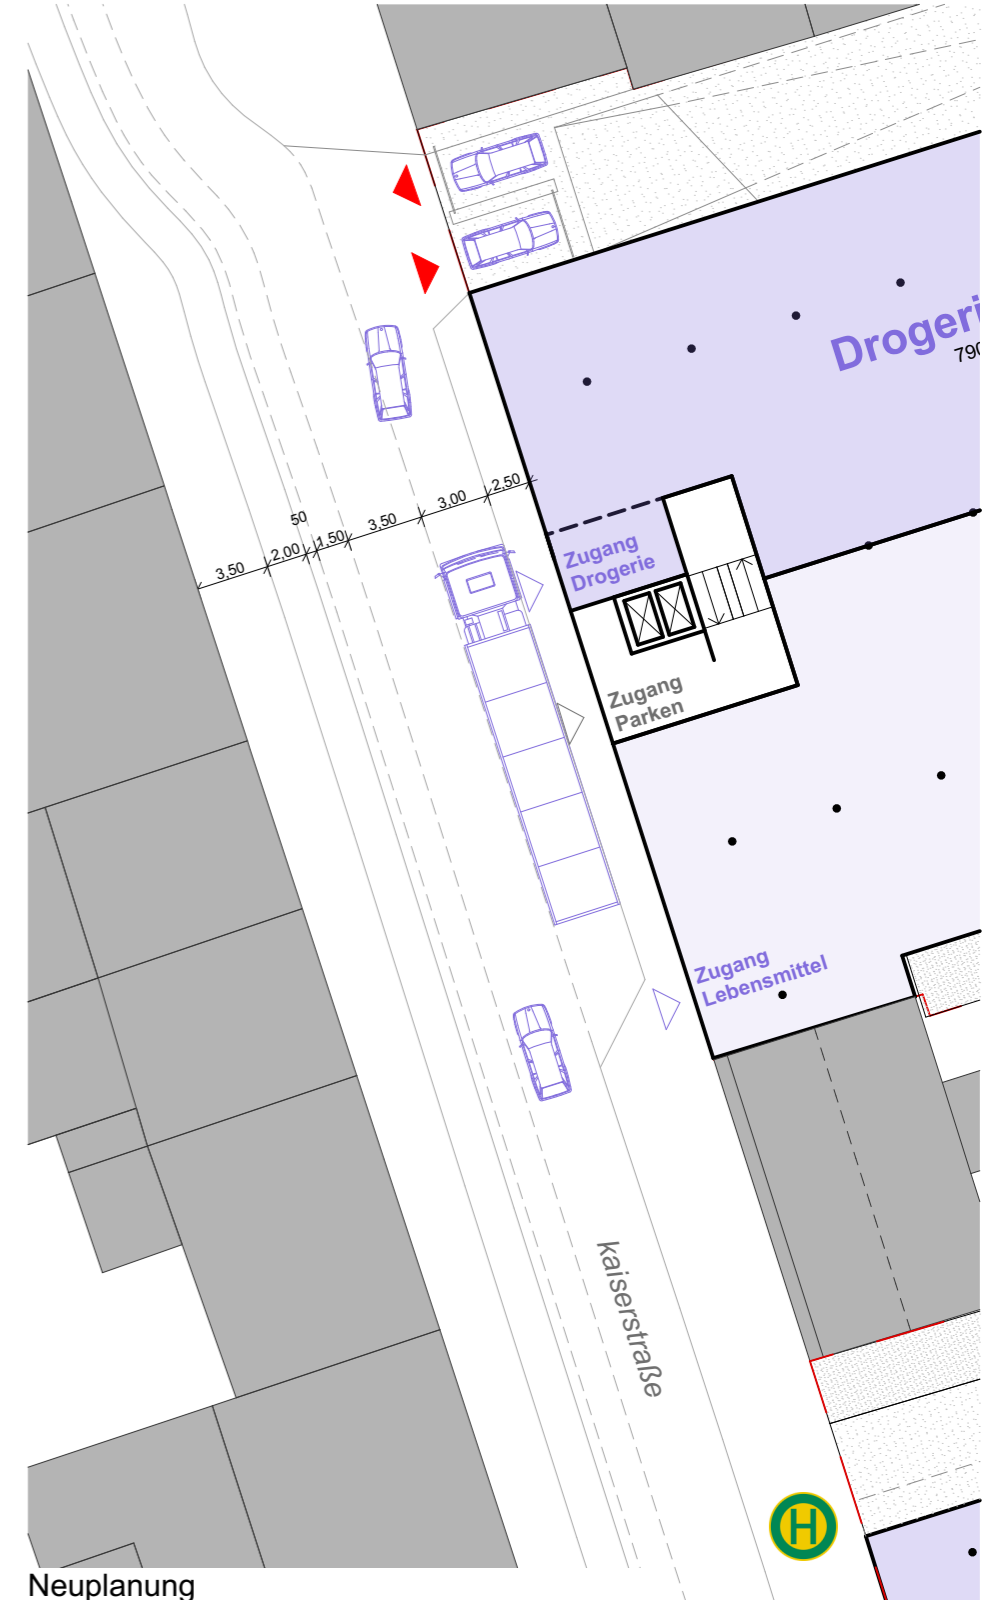 Drogeri
790
2,50
3,00
3,50
50
1,50
2,00
3,50
Zugang
Drogerie
Zugang
Parken
Zugang
Lebensmittel
kaiserstraße
H
Neuplanung